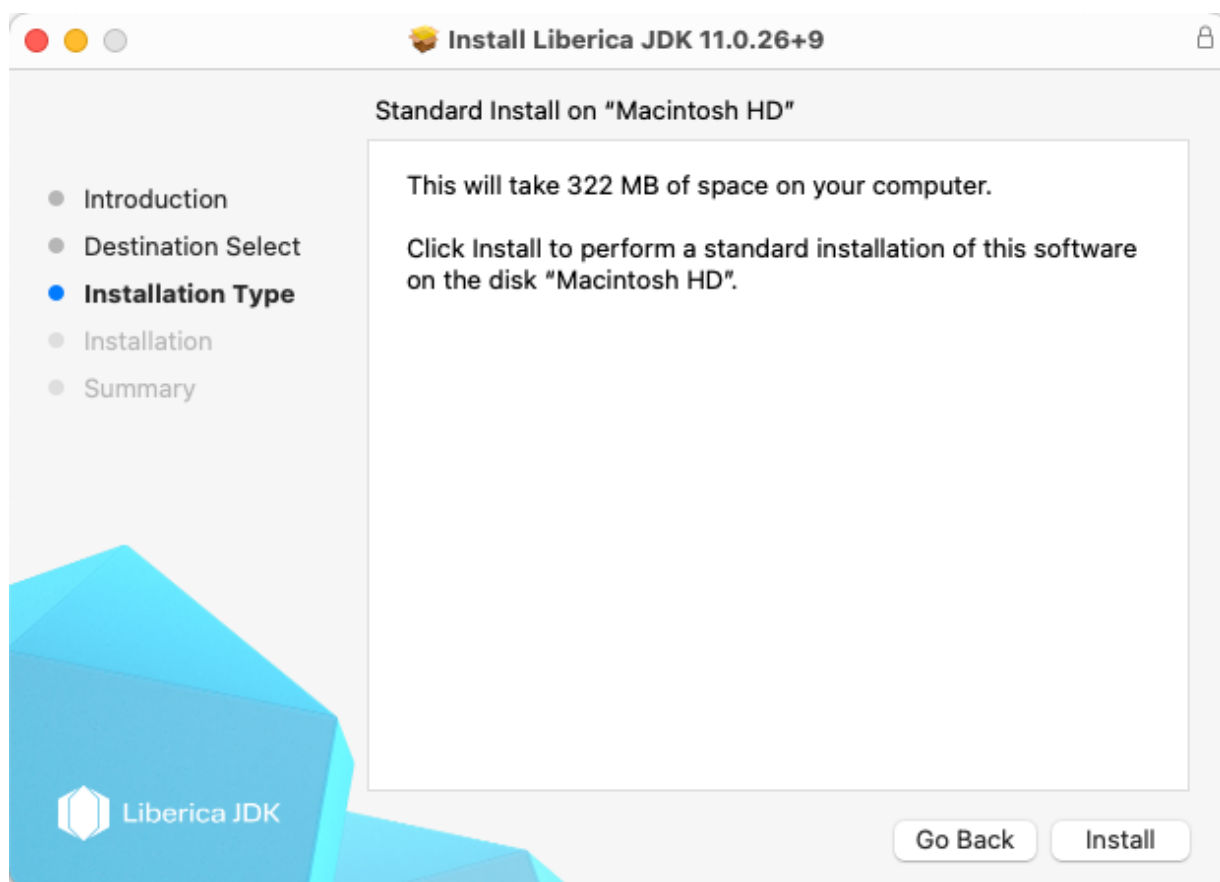 Install Liberica JDK 11.0.26+9
Standard Install on “Macintosh HD”
Introduction
Destination Select
Installation Type
Installation
Summary
This will take 322 MB of space on your computer.
Click Install to perform a standard installation of this software
on the disk “Macintosh HD”.
Liberica JDK
Go Back
Install